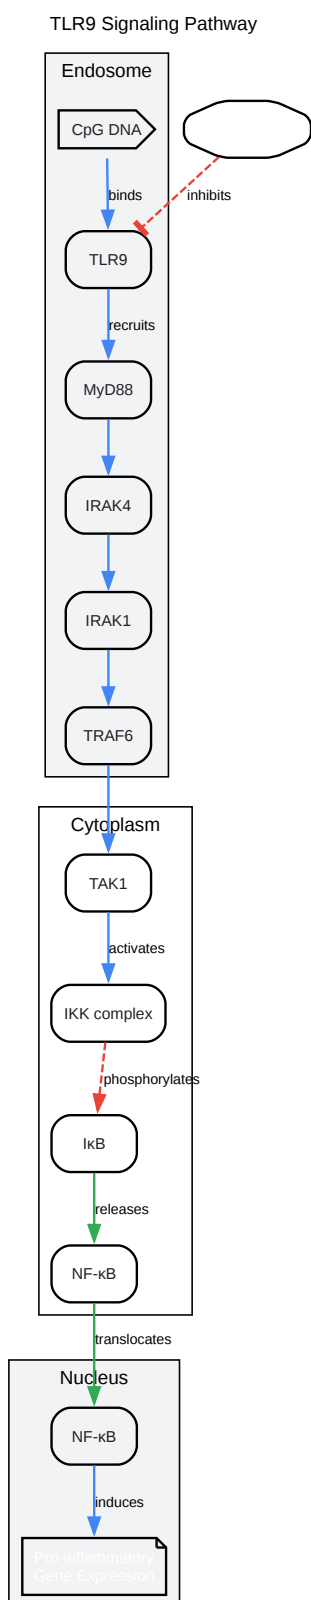 TLR9 Signaling Pathway
Endosome
CpG DNA
binds
inhibits
TLR9
recruits
MyD88
IRAK4
IRAK1
TRAF6
Cytoplasm
TAK1
activates
IKK complex
phosphorylates
IκB
releases
NF-κB
translocates
Nucleus
NF-κB
induces
Pro-inflammatory
Gene Expression